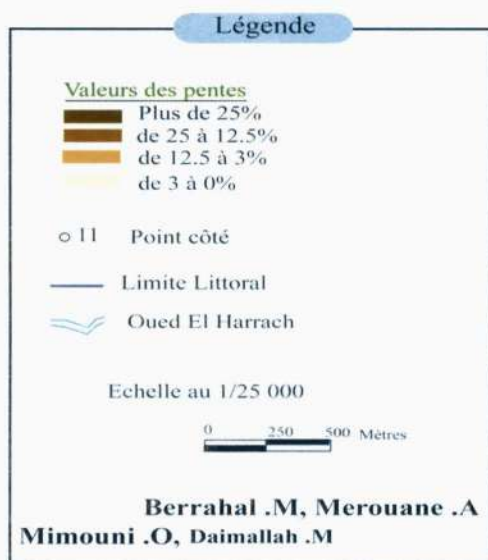 Légende
Valeurs des pentes
Plus de 25%
de 25 à 12.5%
de 12.5 à 3%
de 3 à 0%
11 Point côté
Limite Littoral
Oued El Harrach
Echelle au 1/25 000
0 250 500 Mètres
Berrahal .M, Merouane .A
Mimouni .O, Daimallah .M